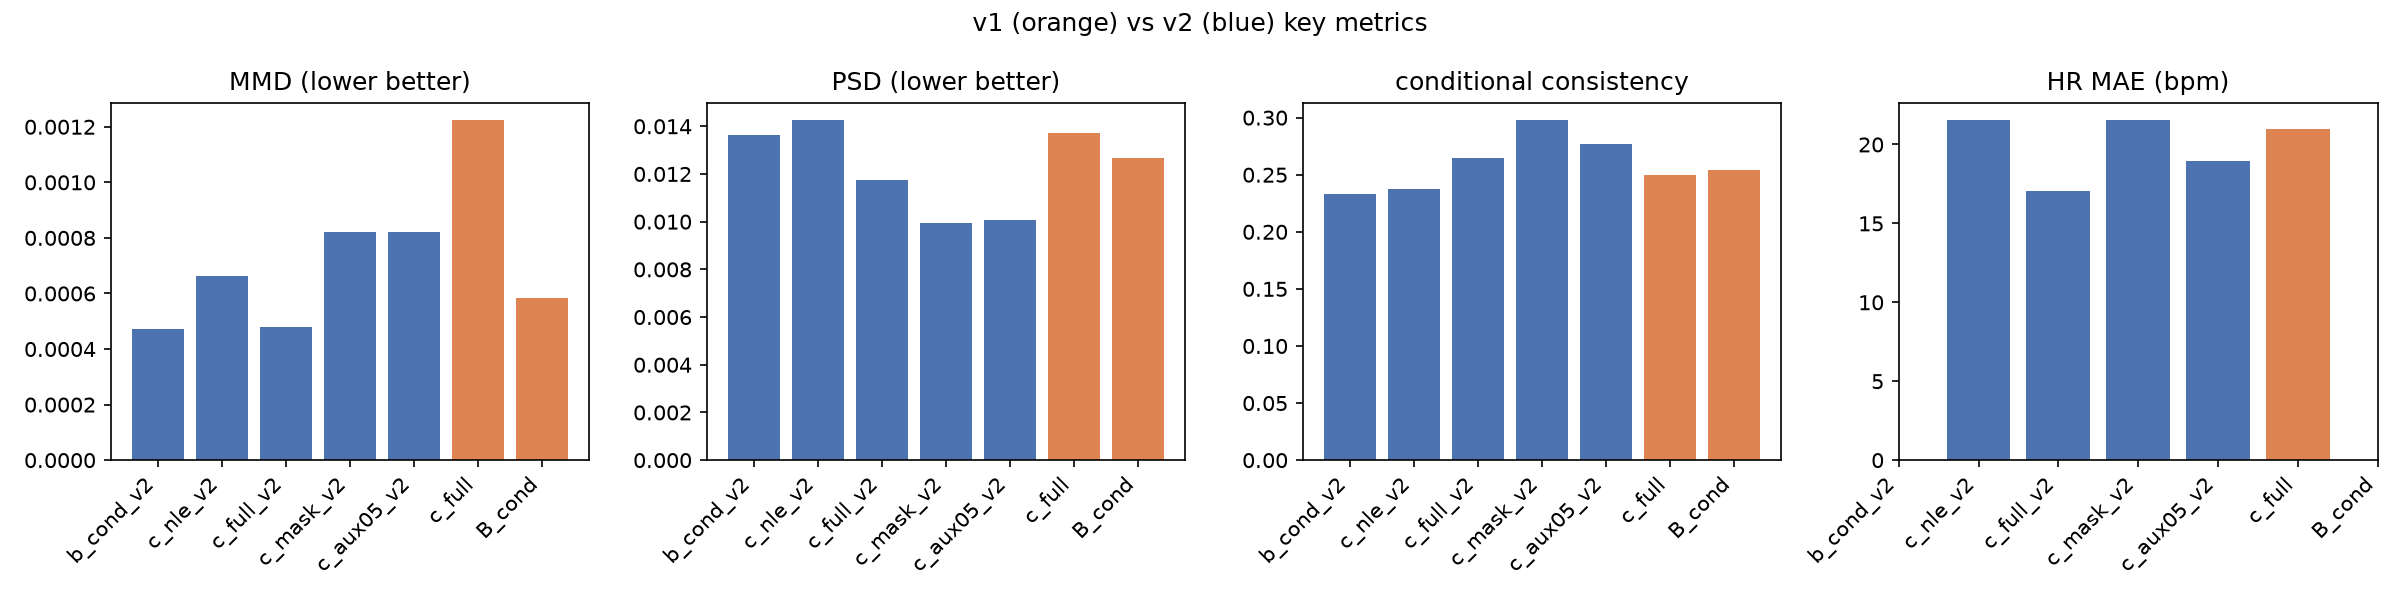 v1 (orange) vs v2 (blue) key metrics
MMD (lower better)
0.0012
0.0010
0.0008
0.0006
0.0004
0.0002
0.0000
b_cond_v2
c_nle_v2
c_full_v2
c_mask_v2
c_aux05_v2
c_full
B_cond
PSD (lower better)
0.014
0.012
0.010
0.008
0.006
0.004
0.002
0.000
b_cond_v2
c_nle_v2
c_full_v2
c_mask_v2
c_aux05_v2
c_full
B_cond
conditional consistency
0.30
0.25
0.20
0.15
0.10
0.05
0.00
b_cond_v2
c_nle_v2
c_full_v2
c_mask_v2
c_aux05_v2
c_full
B_cond
HR MAE (bpm)
20
15
10
5
0
b_cond_v2
c_nle_v2
c_full_v2
c_mask_v2
c_aux05_v2
c_full
B_cond